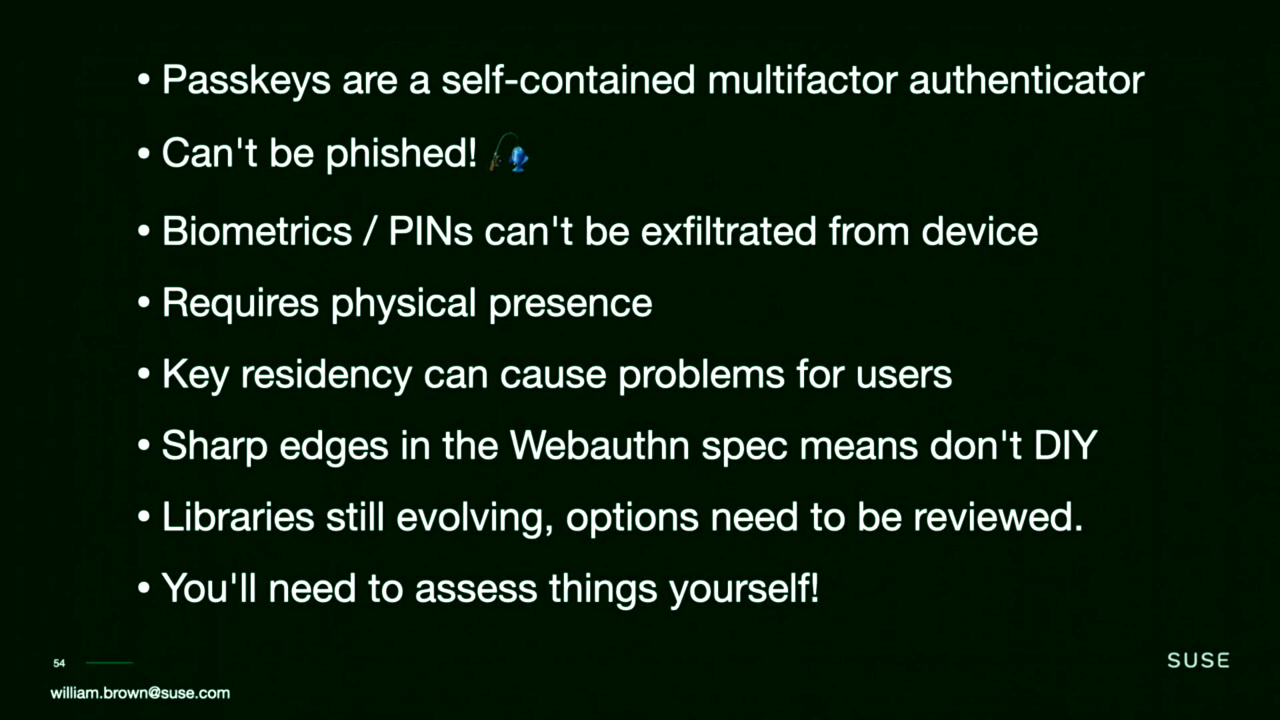 • Passkeys are a self-contained multifactor authenticator
• Can't be phished! 🎣
• Biometrics / PINs can't be exfiltrated from device
• Requires physical presence
• Key residency can cause problems for users
• Sharp edges in the Webauthn spec means don't DIY
• Libraries still evolving, options need to be reviewed.
• You'll need to assess things yourself!
54
SUSE
william.brown@suse.com